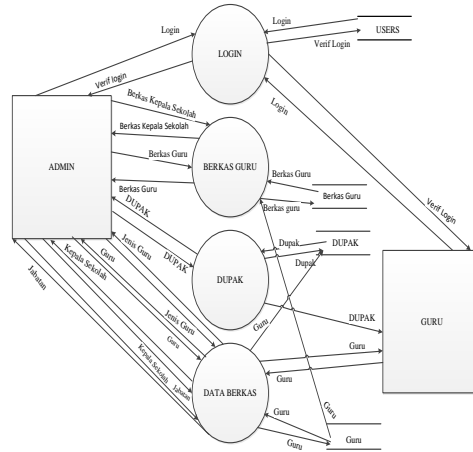 Login
Login
USERS
LOGIN
Verif Login
Verif login
Login
Berkas Kepala Sekolah
Berkas Kepala Sekolah
ADMIN
Berkas Guru
BERKAS GURU
Berkas Guru
Berkas Guru
Berkas Guru
Berkas guru
Verif Login
DUPAK
DUPAK
Jenis Guru
Guru
Kepala Sekolah
Jabatan
Dupak
DUPAK
Dupak
DUPAK
DUPAK
GURU
Guru
Jenis Guru
Guru
Kepala Sekolah
Jabatan
Guru
Guru
DATA BERKAS
Guru
Guru
Guru
Guru